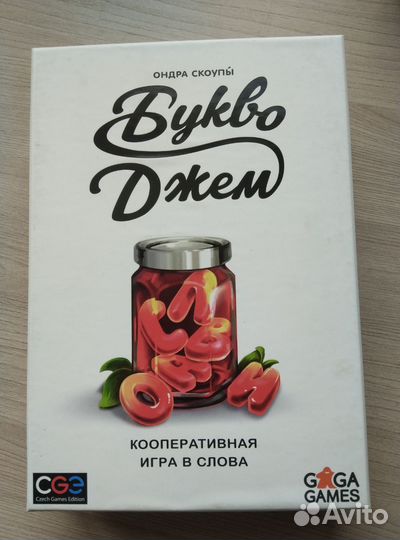 ОНДРА СКОУПЫ́
Букво
Джем
Л
С В
Ж
О И
КООПЕРАТИВНАЯ
ИГРА В СЛОВА
CGE
Czech Games Edition
GAGA
GAMES
Avito